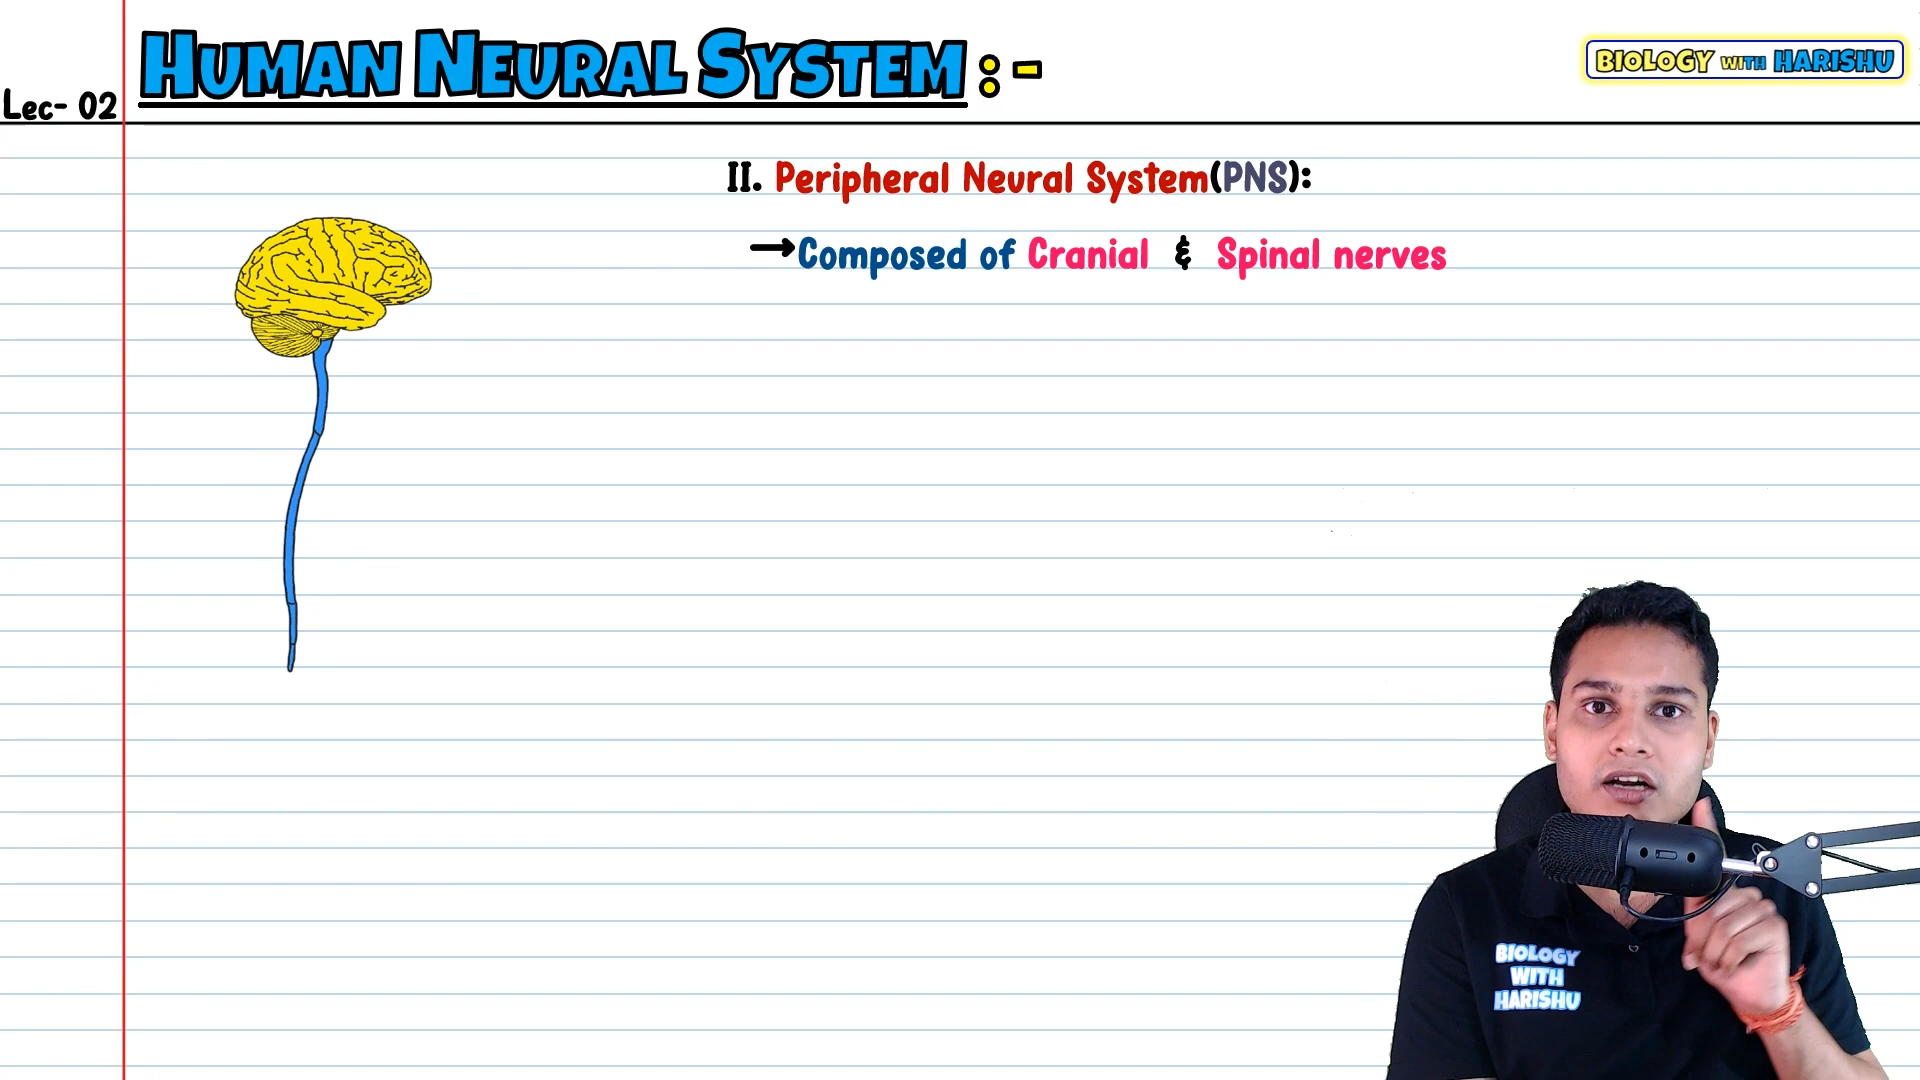 HUMAN NEURAL SYSTEM :-
BIOLOGY WITH HARISHU
Lec- 02
II. Peripheral Neural System(PNS):
→Composed of Cranial & Spinal nerves
BIOLOGY
WITH
HARISHU